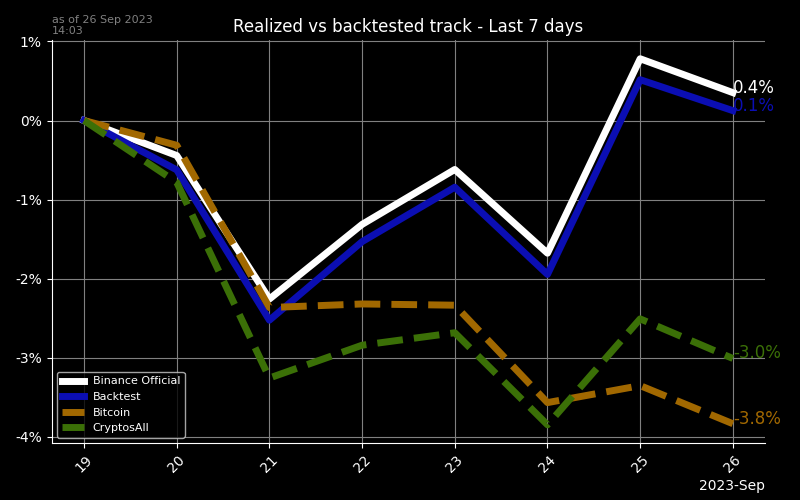 as of 26 Sep 2023
14:03
Realized vs backtested track - Last 7 days
1%
0%
-1%
-2%
-3%
-4%
0.4%
0.1%
-3.0%
-3.8%
Binance Official
Backtest
Bitcoin
CryptosAll
19
20
21
22
23
24
25
26
2023-Sep